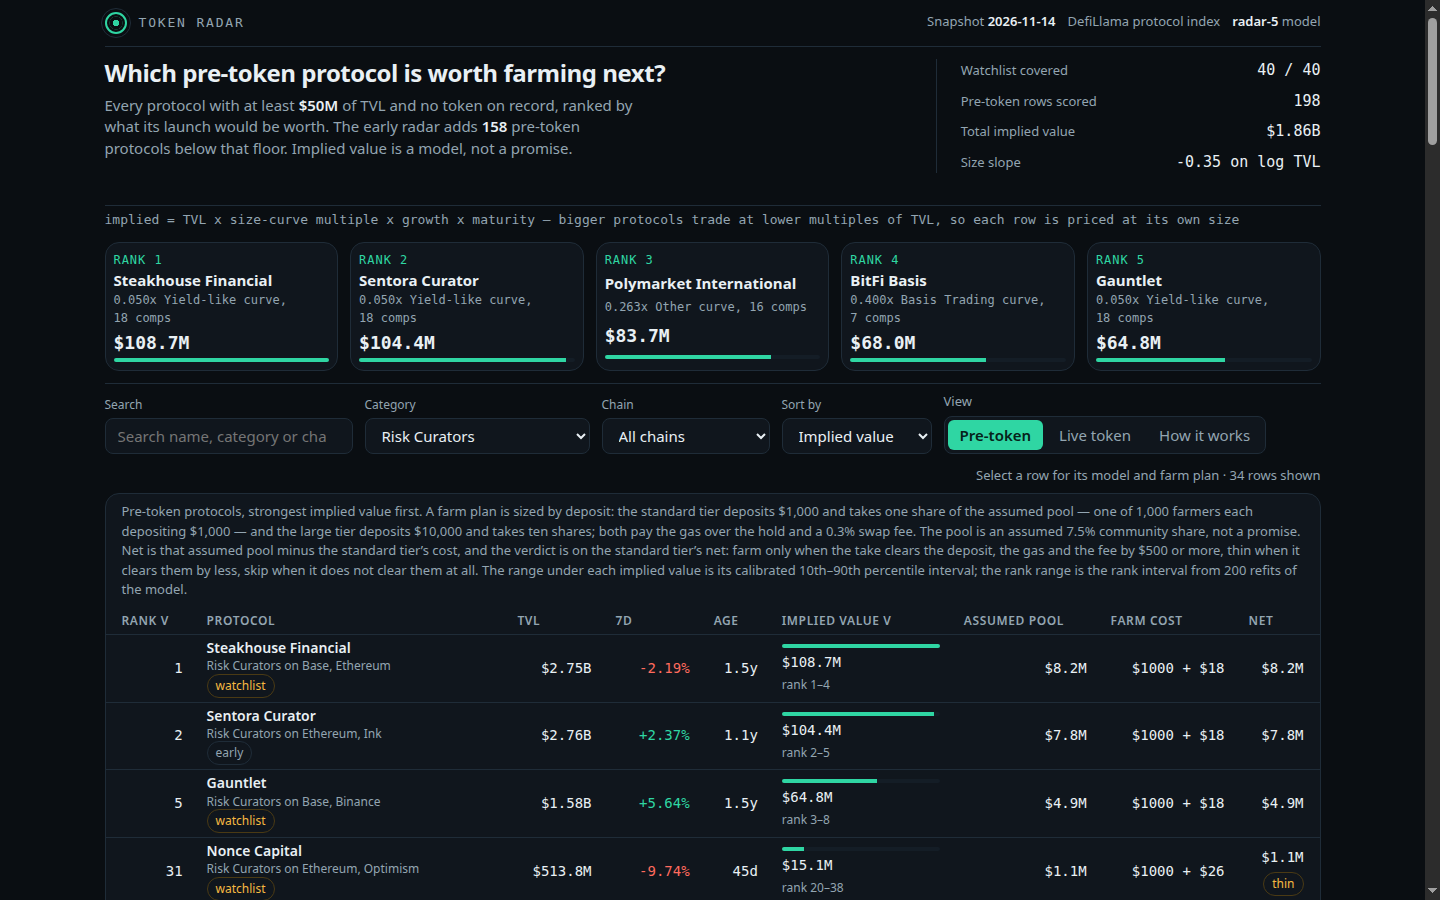 TOKEN RADAR
Snapshot 2026-11-14 DefiLlama protocol index radar-5 model
Which pre-token protocol is worth farming next?
Every protocol with at least $50M of TVL and no token on record, ranked by
what its launch would be worth. The early radar adds 158 pre-token
protocols below that floor. Implied value is a model, not a promise.
Watchlist covered 40 / 40
Pre-token rows scored 198
Total implied value $1.86B
Size slope -0.35 on log TVL
implied = TVL x size-curve multiple x growth x maturity — bigger protocols trade at lower multiples of TVL, so each row is priced at its own size
RANK 1
Steakhouse Financial
0.050x Yield-like curve,
18 comps
$108.7M
RANK 2
Sentora Curator
0.050x Yield-like curve,
18 comps
$104.4M
RANK 3
Polymarket International
0.263x Other curve, 16 comps
$83.7M
RANK 4
BitFi Basis
0.400x Basis Trading curve,
7 comps
$68.0M
RANK 5
Gauntlet
0.050x Yield-like curve,
18 comps
$64.8M
Search
Search name, category or cha
Category
Risk Curators
Chain
All chains
Sort by
Implied value
View
Pre-token Live token How it works
Select a row for its model and farm plan · 34 rows shown
Pre-token protocols, strongest implied value first. A farm plan is sized by deposit: the standard tier deposits $1,000 and takes one share of the assumed pool — one of 1,000 farmers each
depositing $1,000 — and the large tier deposits $10,000 and takes ten shares; both pay the gas over the hold and a 0.3% swap fee. The pool is an assumed 7.5% community share, not a promise.
Net is that assumed pool minus the standard tier’s cost, and the verdict is on the standard tier’s net: farm only when the take clears the deposit, the gas and the fee by $500 or more, thin when it
clears them by less, skip when it does not clear them at all. The range under each implied value is its calibrated 10th–90th percentile interval; the rank range is the rank interval from 200 refits of
the model.
RANK V PROTOCOL TVL 7D AGE IMPLIED VALUE V ASSUMED POOL FARM COST NET
1 Steakhouse Financial $2.75B -2.19% 1.5y $108.7M $8.2M $1000 + $18 $8.2M
Risk Curators on Base, Ethereum
watchlist
rank 1–4
2 Sentora Curator $2.76B +2.37% 1.1y $104.4M $7.8M $1000 + $18 $7.8M
Risk Curators on Ethereum, Ink
early
rank 2–5
5 Gauntlet $1.58B +5.64% 1.5y $64.8M $4.9M $1000 + $18 $4.9M
Risk Curators on Base, Binance
watchlist
rank 3–8
31 Nonce Capital $513.8M -9.74% 45d $15.1M $1.1M $1000 + $26 $1.1M
Risk Curators on Ethereum, Optimism
watchlist
rank 20–38
thin